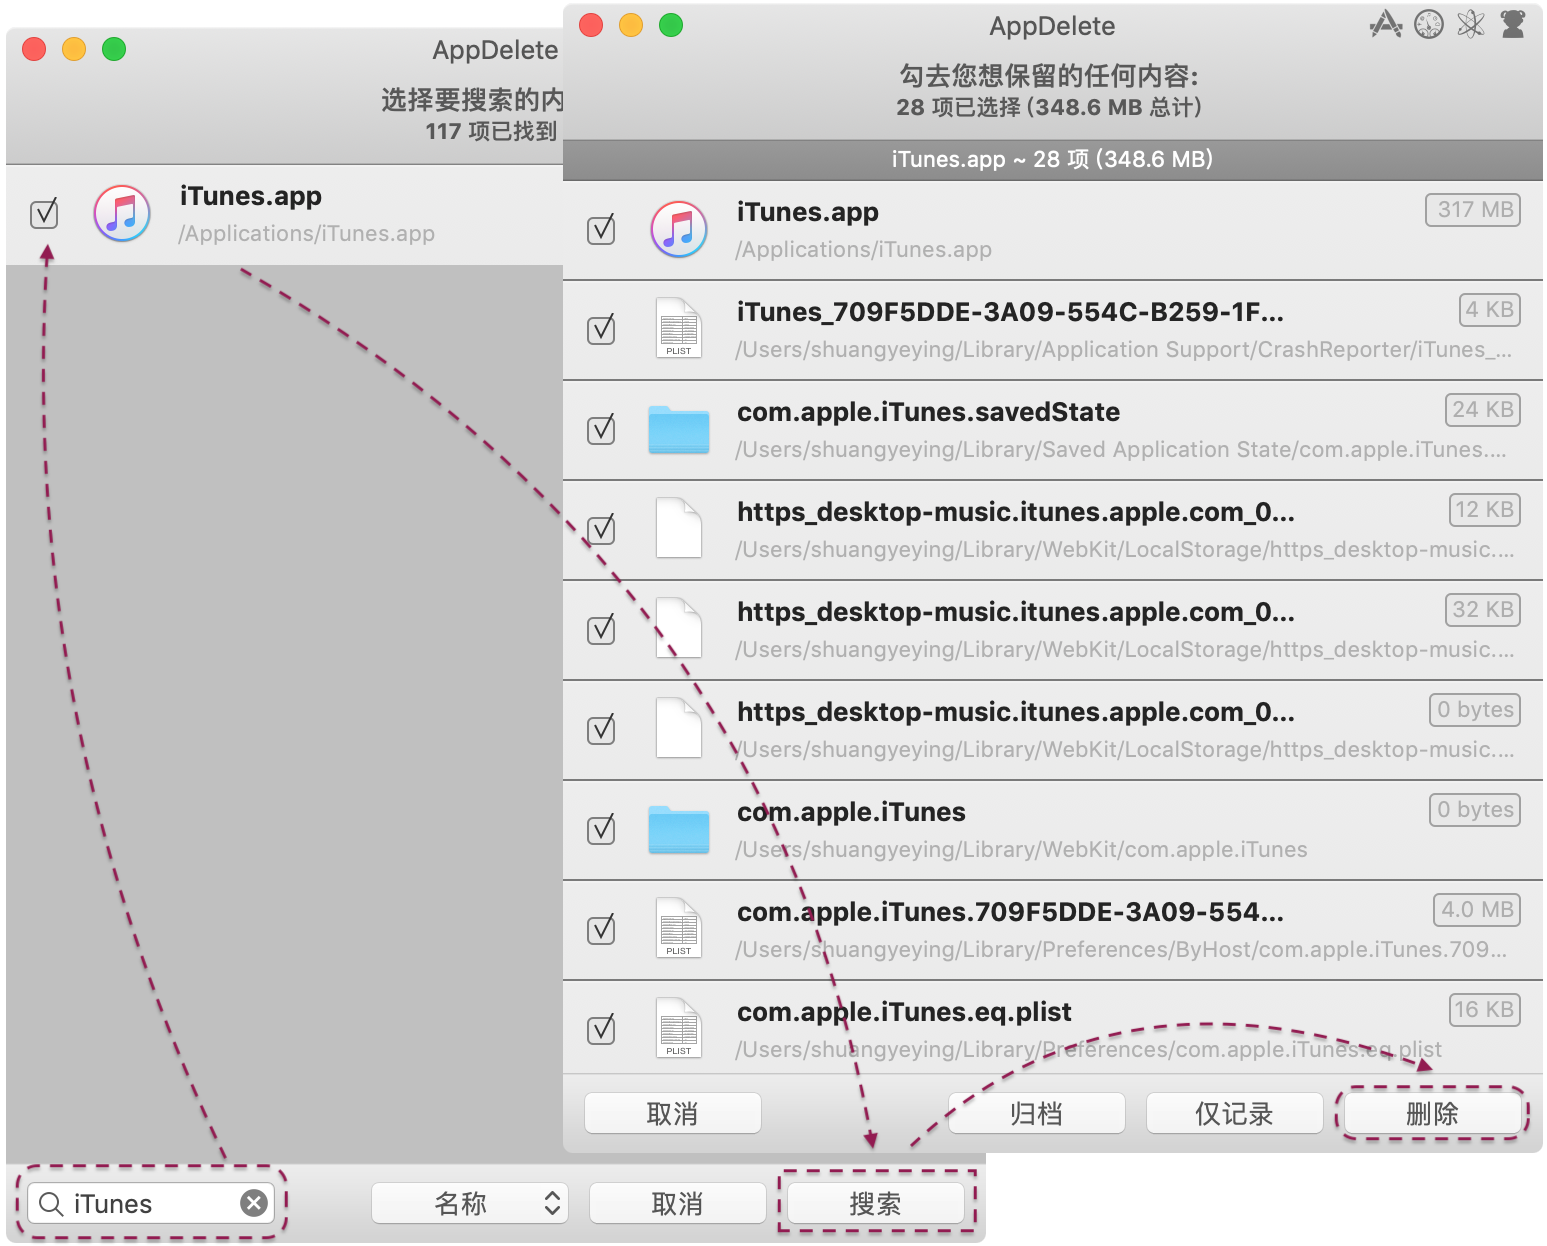 AppDelete
选择要搜索的内
117 项已找到
iTunes.app
/Applications/iTunes.app
iTunes
名称
取消
搜索
AppDelete
勾去您想保留的任何内容:
28 项已选择 (348.6 MB 总计)
iTunes.app ~ 28 项 (348.6 MB)
iTunes.app
317 MB
/Applications/iTunes.app
PLIST
iTunes_709F5DDE-3A09-554C-B259-1F...
4 KB
/Users/shuangyeying/Library/Application Support/CrashReporter/iTunes_...
com.apple.iTunes.savedState
24 KB
/Users/shuangyeying/Library/Saved Application State/com.apple.iTunes....
https_desktop-music.itunes.apple.com_0...
12 KB
/Users/shuangyeying/Library/WebKit/LocalStorage/https_desktop-music....
https_desktop-music.itunes.apple.com_0...
32 KB
/Users/shuangyeying/Library/WebKit/LocalStorage/https_desktop-music....
https_desktop-music.itunes.apple.com_0...
0 bytes
/Users/shuangyeying/Library/WebKit/LocalStorage/https_desktop-music....
com.apple.iTunes
0 bytes
/Users/shuangyeying/Library/WebKit/com.apple.iTunes
PLIST
com.apple.iTunes.709F5DDE-3A09-554...
4.0 MB
/Users/shuangyeying/Library/Preferences/ByHost/com.apple.iTunes.709...
PLIST
com.apple.iTunes.eq.plist
16 KB
/Users/shuangyeying/Library/Preferences/com.apple.iTunes.eq.plist
取消
归档
仅记录
删除